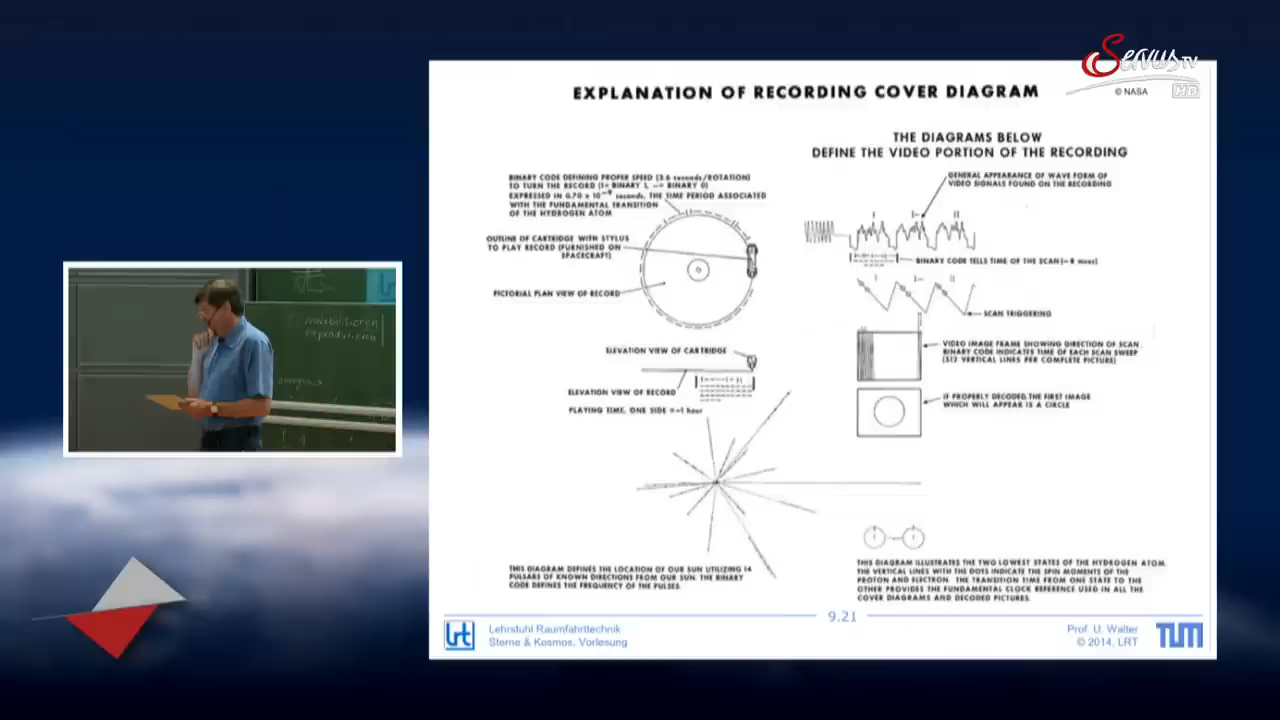 Servus TV
© NASA
HD
EXPLANATION OF RECORDING COVER DIAGRAM
THE DIAGRAMS BELOW
DEFINE THE VIDEO PORTION OF THE RECORDING
BINARY CODE DEFINING PROPER SPEED (3.6 seconds/ROTATION)
TO TURN THE RECORD (|= BINARY 1, –= BINARY 0)
EXPRESSED IN 0.70 x 10⁻⁹ seconds, THE TIME PERIOD ASSOCIATED
WITH THE FUNDAMENTAL TRANSITION
OF THE HYDROGEN ATOM
OUTLINE OF CARTRIDGE WITH STYLUS
TO PLAY RECORD (FURNISHED ON
SPACECRAFT)
PICTORIAL PLAN VIEW OF RECORD
ELEVATION VIEW OF CARTRIDGE
ELEVATION VIEW OF RECORD
PLAYING TIME, ONE SIDE =~1 hour
GENERAL APPEARANCE OF WAVE FORM OF
VIDEO SIGNALS FOUND ON THE RECORDING
BINARY CODE TELLS TIME OF THE SCAN (~8 msec)
SCAN TRIGGERING
VIDEO IMAGE FRAME SHOWING DIRECTION OF SCAN.
BINARY CODE INDICATES TIME OF EACH SCAN SWEEP
(512 VERTICAL LINES PER COMPLETE PICTURE)
IF PROPERLY DECODED, THE FIRST IMAGE
WHICH WILL APPEAR IS A CIRCLE
THIS DIAGRAM DEFINES THE LOCATION OF OUR SUN UTILIZING 14
PULSARS OF KNOWN DIRECTIONS FROM OUR SUN. THE BINARY
CODE DEFINES THE FREQUENCY OF THE PULSES.
THIS DIAGRAM ILLUSTRATES THE TWO LOWEST STATES OF THE HYDROGEN ATOM.
THE VERTICAL LINES WITH THE DOTS INDICATE THE SPIN MOMENTS OF THE
PROTON AND ELECTRON. THE TRANSITION TIME FROM ONE STATE TO THE
OTHER PROVIDES THE FUNDAMENTAL CLOCK REFERENCE USED IN ALL THE
COVER DIAGRAMS AND DECODED PICTURES.
9.21
lrt
Lehrstuhl Raumfahrttechnik
Sterne & Kosmos, Vorlesung
Prof. U. Walter
© 2014, LRT
TUM